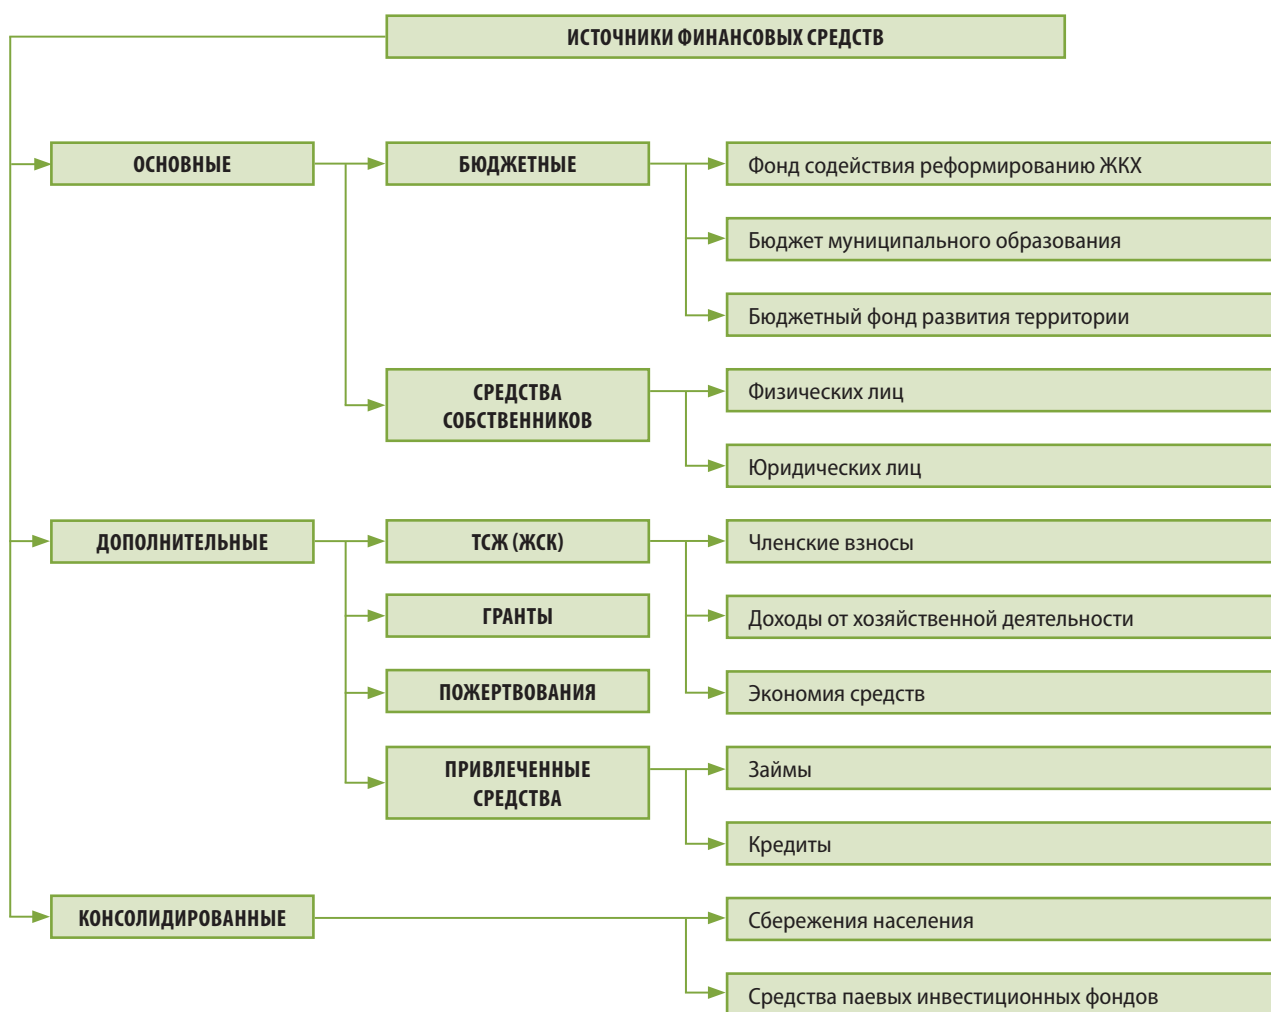 ИСТОЧНИКИ ФИНАНСОВЫХ СРЕДСТВ
ОСНОВНЫЕ
БЮДЖЕТНЫЕ
Фонд содействия реформированию ЖКХ
Бюджет муниципального образования
Бюджетный фонд развития территории
СРЕДСТВА
СОБСТВЕННИКОВ
Физических лиц
Юридических лиц
ДОПОЛНИТЕЛЬНЫЕ
ТСЖ (ЖСК)
Членские взносы
ГРАНТЫ
Доходы от хозяйственной деятельности
ПОЖЕРТВОВАНИЯ
Экономия средств
ПРИВЛЕЧЕННЫЕ
СРЕДСТВА
Займы
Кредиты
КОНСОЛИДИРОВАННЫЕ
Сбережения населения
Средства паевых инвестиционных фондов